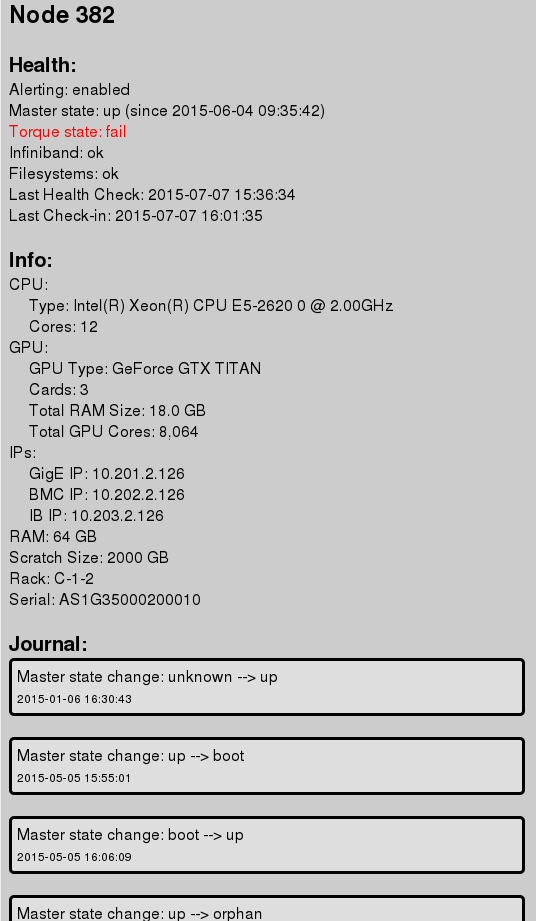 Node 382
Health:
Alerting: enabled
Master state: up (since 2015-06-04 09:35:42)
Torque state: fail
Infiniband: ok
Filesystems: ok
Last Health Check: 2015-07-07 15:36:34
Last Check-in: 2015-07-07 16:01:35
Info:
CPU:
Type: Intel(R) Xeon(R) CPU E5-2620 0 @ 2.00GHz
Cores: 12
GPU:
GPU Type: GeForce GTX TITAN
Cards: 3
Total RAM Size: 18.0 GB
Total GPU Cores: 8,064
IPs:
GigE IP: 10.201.2.126
BMC IP: 10.202.2.126
IB IP: 10.203.2.126
RAM: 64 GB
Scratch Size: 2000 GB
Rack: C-1-2
Serial: AS1G35000200010
Journal:
Master state change: unknown --> up
2015-01-06 16:30:43
Master state change: up --> boot
2015-05-05 15:55:01
Master state change: boot --> up
2015-05-05 16:06:09
Master state change: up --> orphan